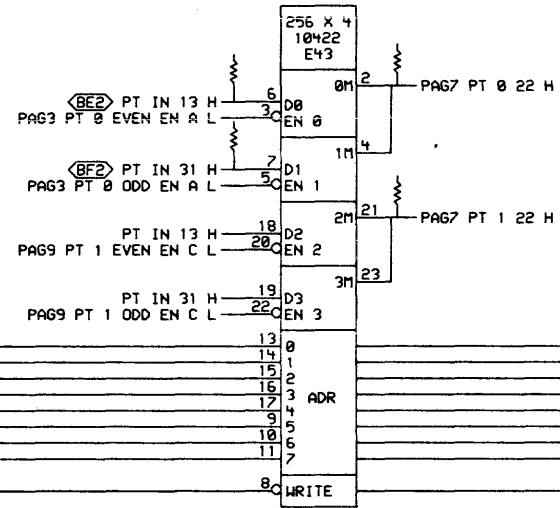 256 X 4
10422
E43
0M 2 PAG7 PT 0 22 H
BE2 PT IN 13 H 6 D0
PAG3 PT 0 EVEN EN A L 3 EN 0
1M 4
BF2 PT IN 31 H 7 D1
PAG3 PT 0 ODD EN A L 5 EN 1
2M 21 PAG7 PT 1 22 H
PT IN 13 H 18 D2
PAG9 PT 1 EVEN EN C L 20 EN 2
3M 23
PT IN 31 H 19 D3
PAG9 PT 1 ODD EN C L 22 EN 3
13 0
14 1
15 2
16 3 ADR
17 4
9 5
10 6
11 7
8 WRITE